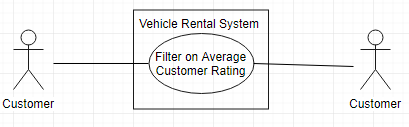 Vehicle Rental System
Filter on Average
Customer Rating
Customer
Customer